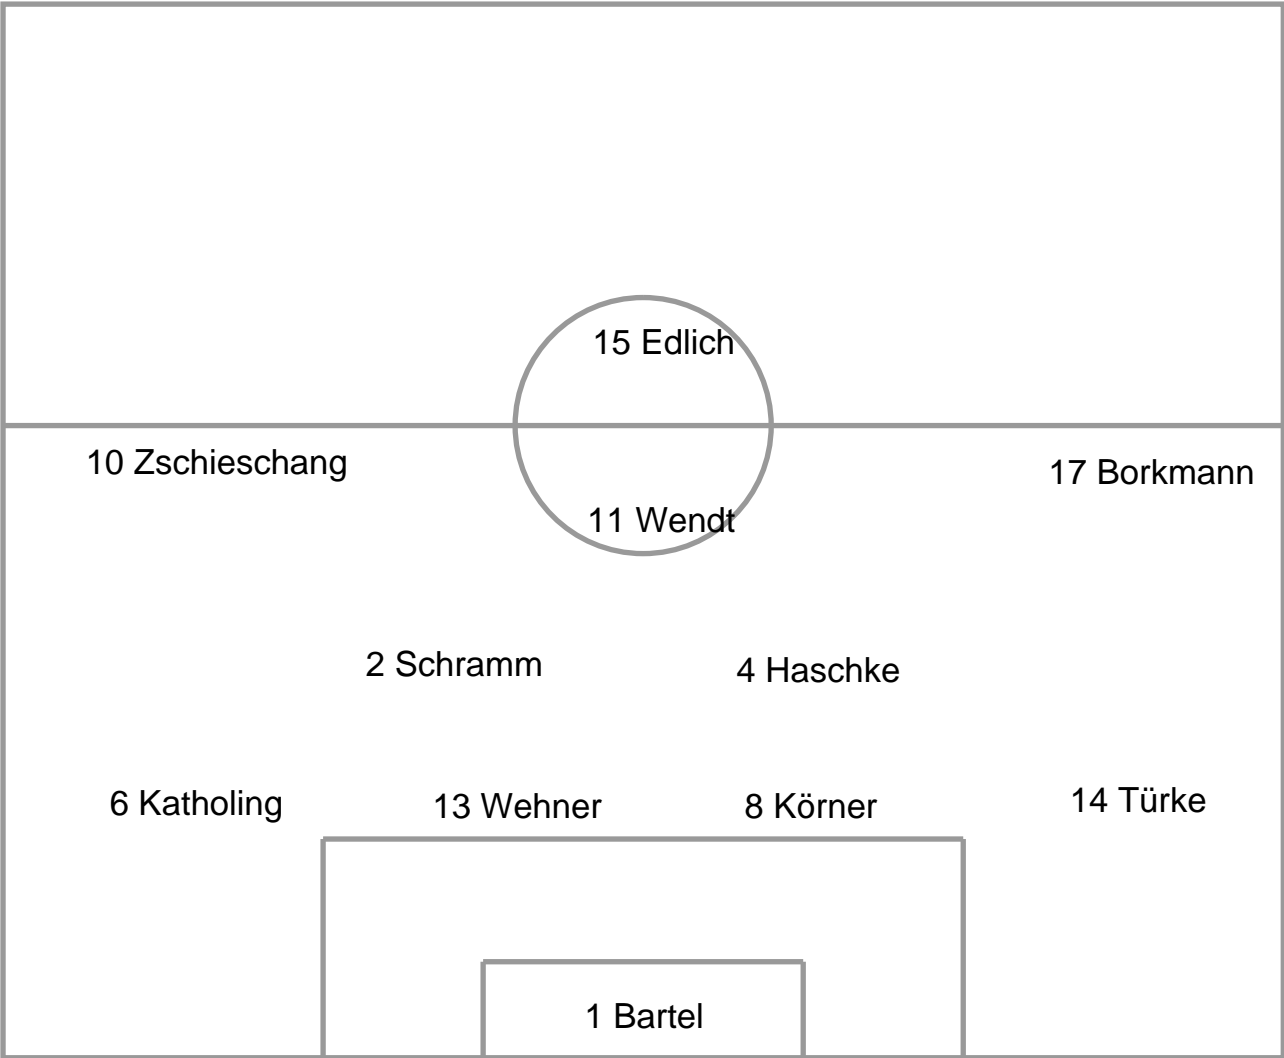 15 Edlich
10 Zschieschang
17 Borkmann
11 Wendt
2 Schramm
4 Haschke
6 Katholing
13 Wehner
8 Körner
14 Türke
1 Bartel